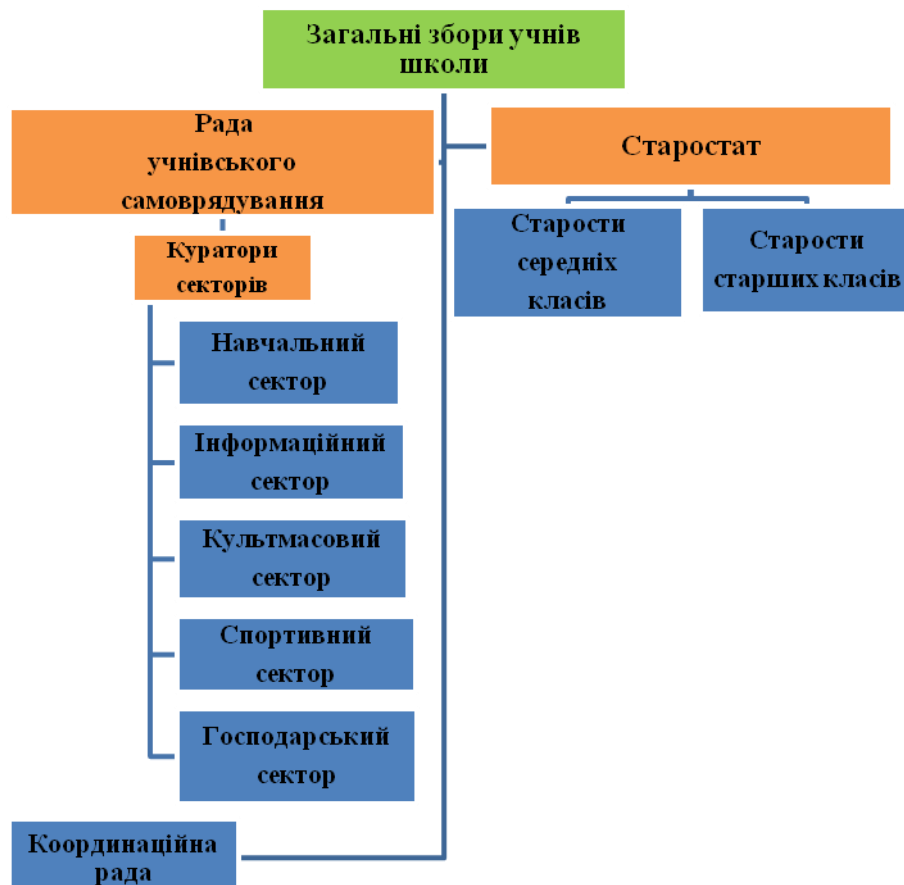 Загальні збори учнів
школи
Рада
учнівського
самоврядування
Старостат
Куратори
секторів
Старости
середніх
класів
Старости
старших класів
Навчальний
сектор
Інформаційний
сектор
Культмасовий
сектор
Спортивний
сектор
Господарський
сектор
Координаційна
рада